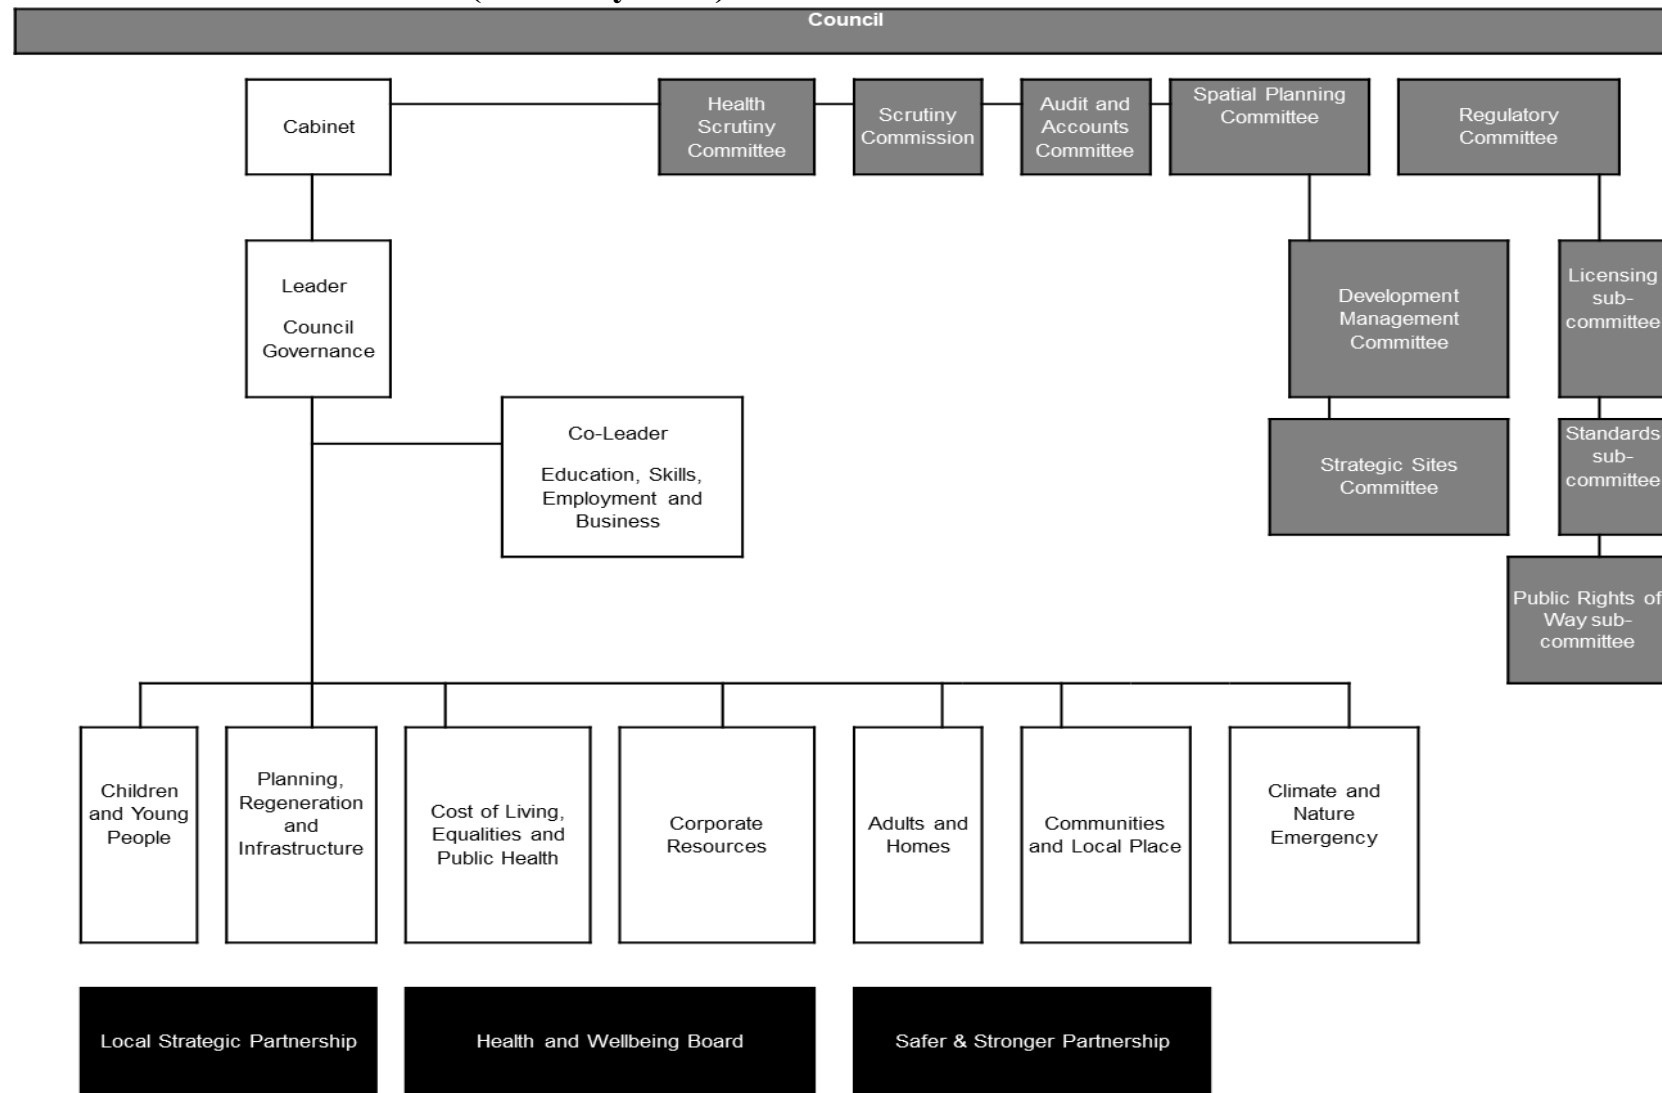 Council
Cabinet
Health
Scrutiny
Committee
Scrutiny
Commission
Audit and
Accounts
Committee
Spatial Planning
Committee
Regulatory
Committee
Leader
Council
Governance
Development
Management
Committee
Licensing
sub-
committee
Co-Leader
Education, Skills,
Employment and
Business
Strategic Sites
Committee
Standards
sub-
committee
Public Rights of
Way sub-
committee
Children
and Young
People
Planning,
Regeneration
and
Infrastructure
Cost of Living,
Equalities and
Public Health
Corporate
Resources
Adults and
Homes
Communities
and Local Place
Climate and
Nature
Emergency
Local Strategic Partnership
Health and Wellbeing Board
Safer & Stronger Partnership